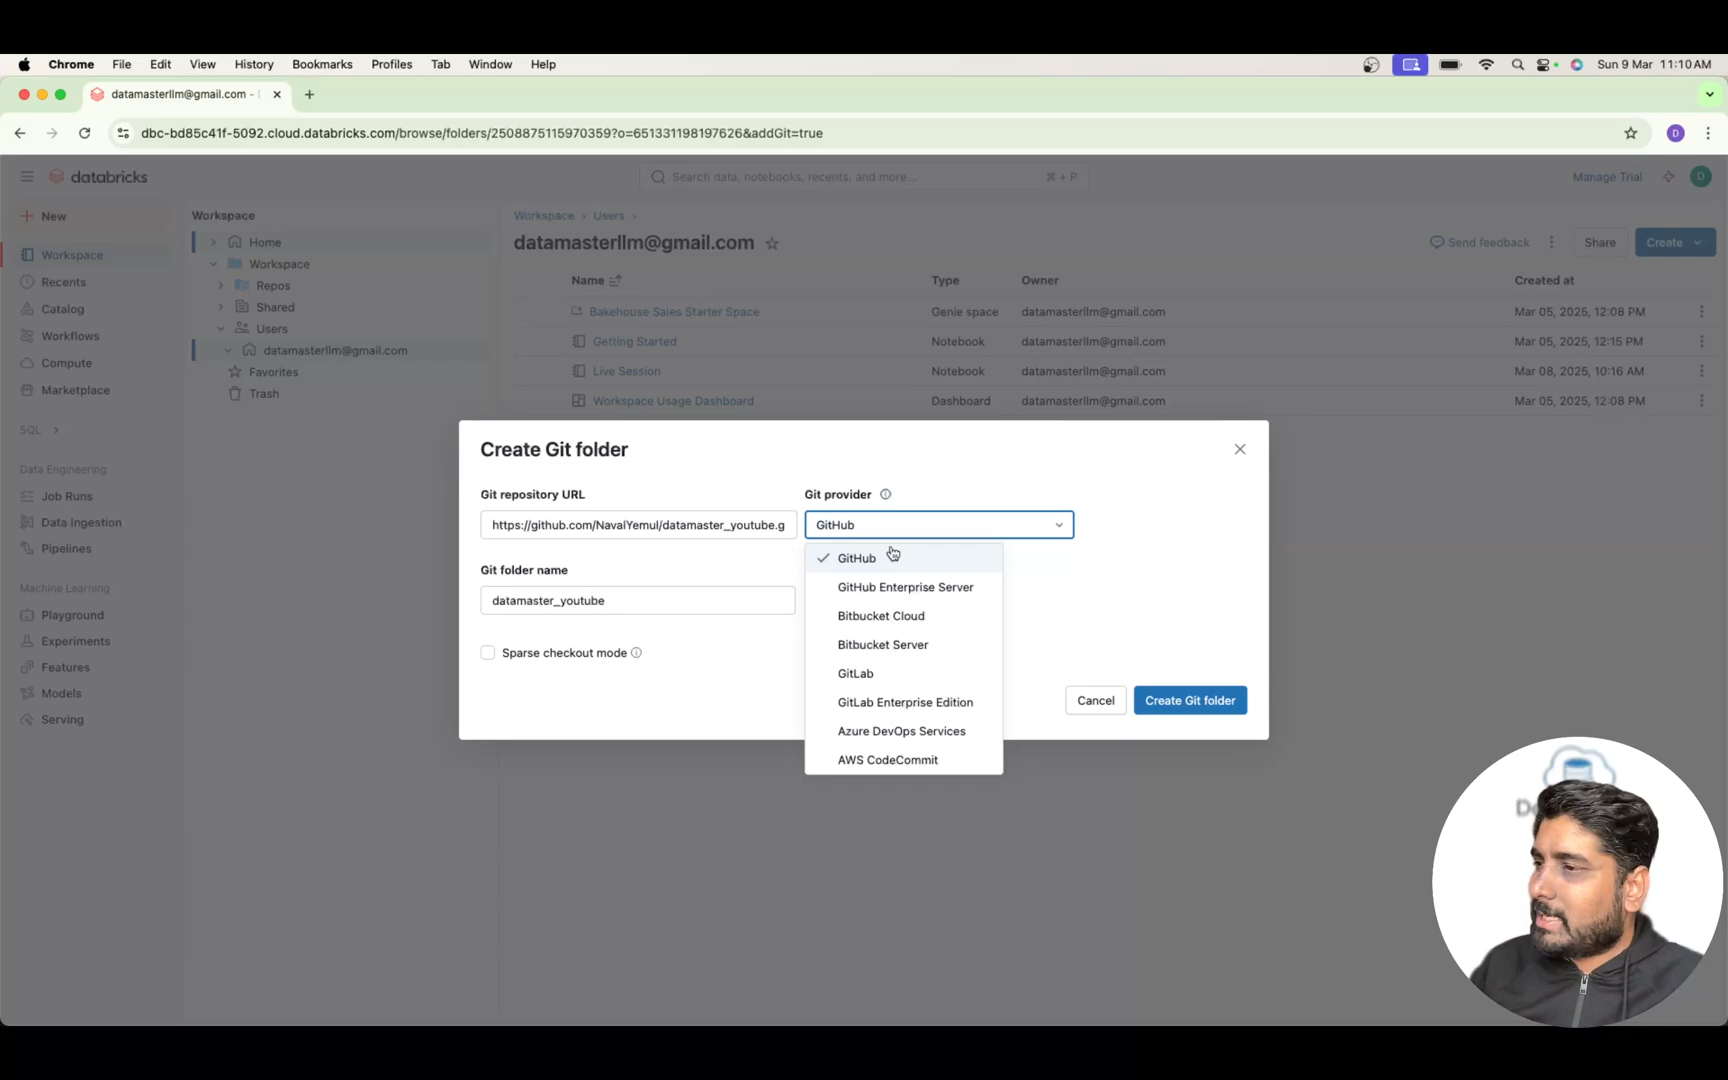 Chrome File Edit View History Bookmarks Profiles Tab Window Help Sun 9 Mar 11:10 AM
datamasterllm@gmail.com -
dbc-bd85c41f-5092.cloud.databricks.com/browse/folders/2508875115970359?o=651331198197626&addGit=true D
databricks Search data, notebooks, recents, and more... ⌘ + P Manage Trial D
New
Workspace
Recents
Catalog
Workflows
Compute
Marketplace
SQL
Data Engineering
Job Runs
Data Ingestion
Pipelines
Machine Learning
Playground
Experiments
Features
Models
Serving
Workspace
Home
Workspace
Repos
Shared
Users
datamasterllm@gmail.com
Favorites
Trash
Workspace > Users >
datamasterllm@gmail.com Send feedback Share Create
Name Type Owner Created at
Bakehouse Sales Starter Space Genie space datamasterllm@gmail.com Mar 05, 2025, 12:08 PM
Getting Started Notebook datamasterllm@gmail.com Mar 05, 2025, 12:15 PM
Live Session Notebook datamasterllm@gmail.com Mar 08, 2025, 10:16 AM
Workspace Usage Dashboard Dashboard datamasterllm@gmail.com Mar 05, 2025, 12:08 PM
Create Git folder
Git repository URL
https://github.com/NavalYemul/datamaster_youtube.g
Git provider
GitHub
GitHub
GitHub Enterprise Server
Bitbucket Cloud
Bitbucket Server
GitLab
GitLab Enterprise Edition
Azure DevOps Services
AWS CodeCommit
Git folder name
datamaster_youtube
Sparse checkout mode
Cancel Create Git folder